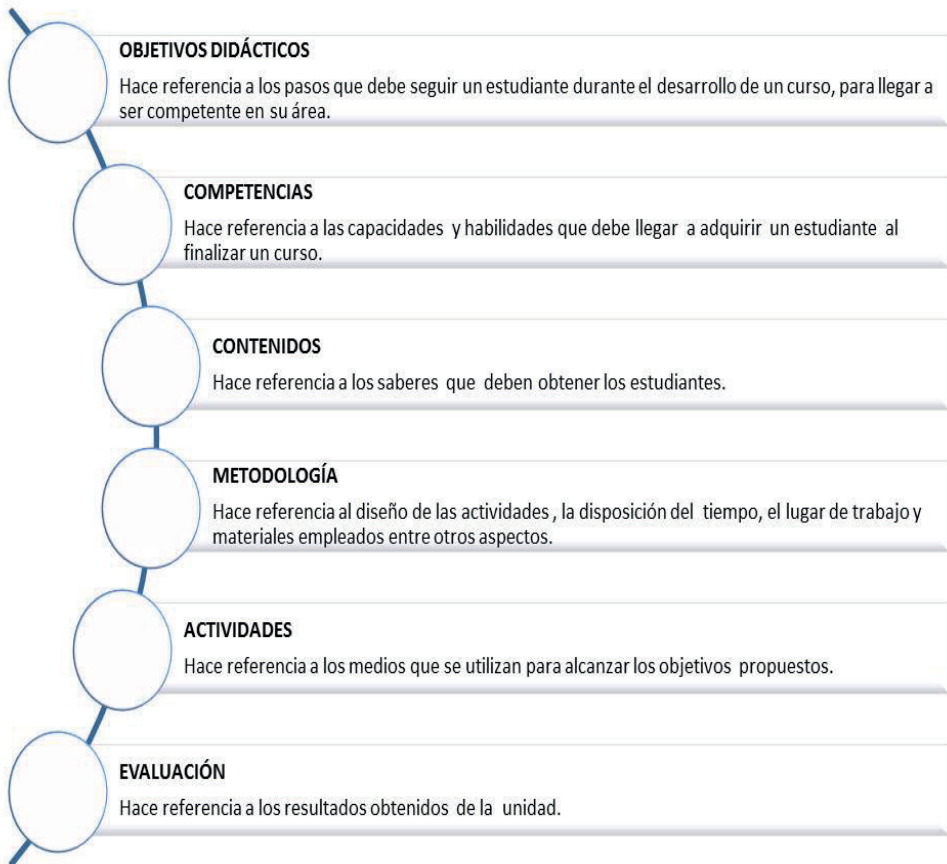 OBJETIVOS DIDÁCTICOS
Hace referencia a los pasos que debe seguir un estudiante durante el desarrollo de un curso, para llegar a
ser competente en su área.
COMPETENCIAS
Hace referencia a las capacidades y habilidades que debe llegar a adquirir un estudiante al
finalizar un curso.
CONTENIDOS
Hace referencia a los saberes que deben obtener los estudiantes.
METODOLOGÍA
Hace referencia al diseño de las actividades , la disposición del tiempo, el lugar de trabajo y
materiales empleados entre otros aspectos.
ACTIVIDADES
Hace referencia a los medios que se utilizan para alcanzar los objetivos propuestos.
EVALUACIÓN
Hace referencia a los resultados obtenidos de la unidad.